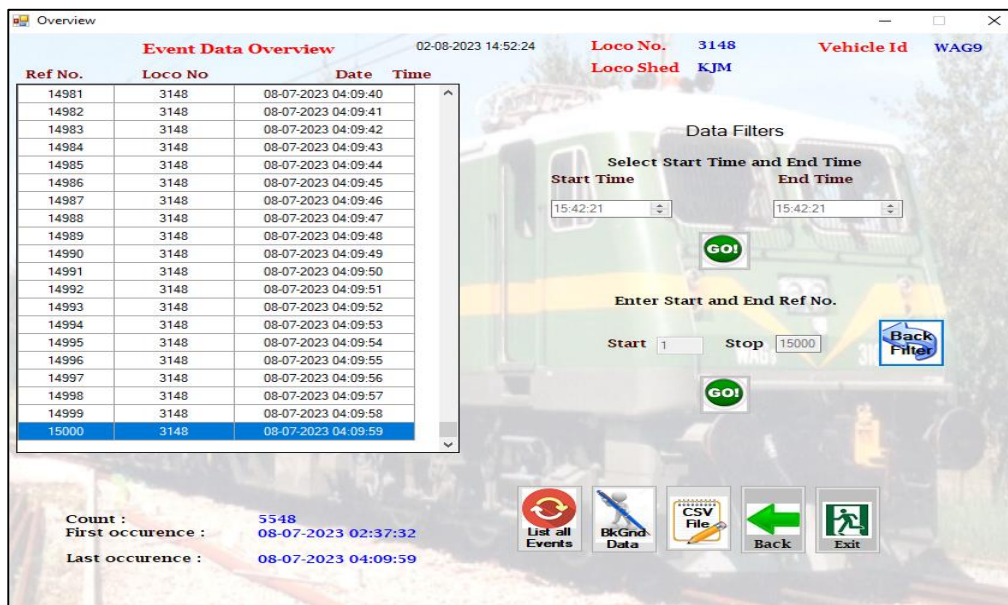 Overview
Event Data Overview 02-08-2023 14:52:24 Loco No. 3148 Vehicle Id WAG9
Loco Shed KJM
Ref No. Loco No Date Time
14981 3148 08-07-2023 04:09:40
14982 3148 08-07-2023 04:09:41
14983 3148 08-07-2023 04:09:42
14984 3148 08-07-2023 04:09:43
14985 3148 08-07-2023 04:09:44
14986 3148 08-07-2023 04:09:45
14987 3148 08-07-2023 04:09:46
14988 3148 08-07-2023 04:09:47
14989 3148 08-07-2023 04:09:48
14990 3148 08-07-2023 04:09:49
14991 3148 08-07-2023 04:09:50
14992 3148 08-07-2023 04:09:51
14993 3148 08-07-2023 04:09:52
14994 3148 08-07-2023 04:09:53
14995 3148 08-07-2023 04:09:54
14996 3148 08-07-2023 04:09:55
14997 3148 08-07-2023 04:09:56
14998 3148 08-07-2023 04:09:57
14999 3148 08-07-2023 04:09:58
15000 3148 08-07-2023 04:09:59
Data Filters
Select Start Time and End Time
Start Time End Time
15:42:21 15:42:21
GO!
Enter Start and End Ref No.
Start 1 Stop 15000
Back
Filter
GO!
Count : 5548
First occurence : 08-07-2023 02:37:32
Last occurence : 08-07-2023 04:09:59
List all
Events
BkGnd
Data
CSV
File
Back
Exit